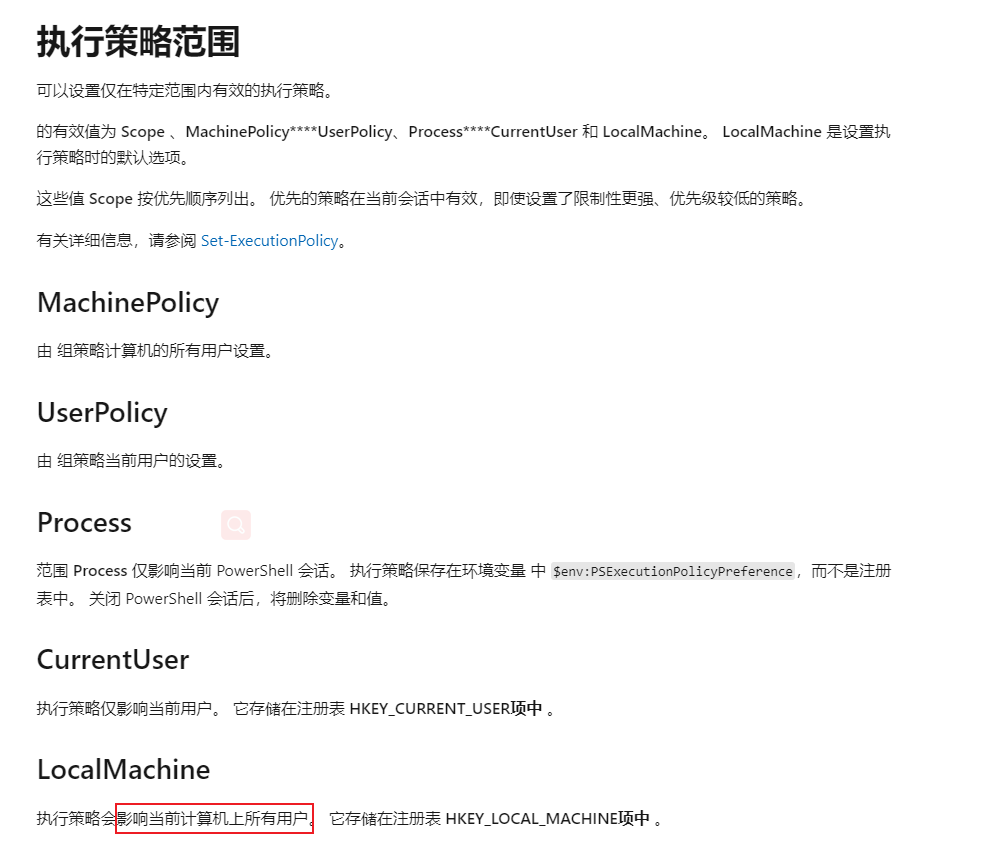 执行策略范围
可以设置仅在特定范围内有效的执行策略。
的有效值为 Scope 、MachinePolicy****UserPolicy、Process****CurrentUser 和 LocalMachine。 LocalMachine 是设置执
行策略时的默认选项。
这些值 Scope 按优先顺序列出。 优先的策略在当前会话中有效，即使设置了限制性更强、优先级较低的策略。
有关详细信息，请参阅 Set-ExecutionPolicy。
MachinePolicy
由 组策略计算机的所有用户设置。
UserPolicy
由 组策略当前用户的设置。
Process
范围 Process 仅影响当前 PowerShell 会话。 执行策略保存在环境变量 中 $env:PSExecutionPolicyPreference，而不是注册
表中。 关闭 PowerShell 会话后，将删除变量和值。
CurrentUser
执行策略仅影响当前用户。 它存储在注册表 HKEY_CURRENT_USER项中 。
LocalMachine
执行策略会影响当前计算机上所有用户。 它存储在注册表 HKEY_LOCAL_MACHINE项中 。